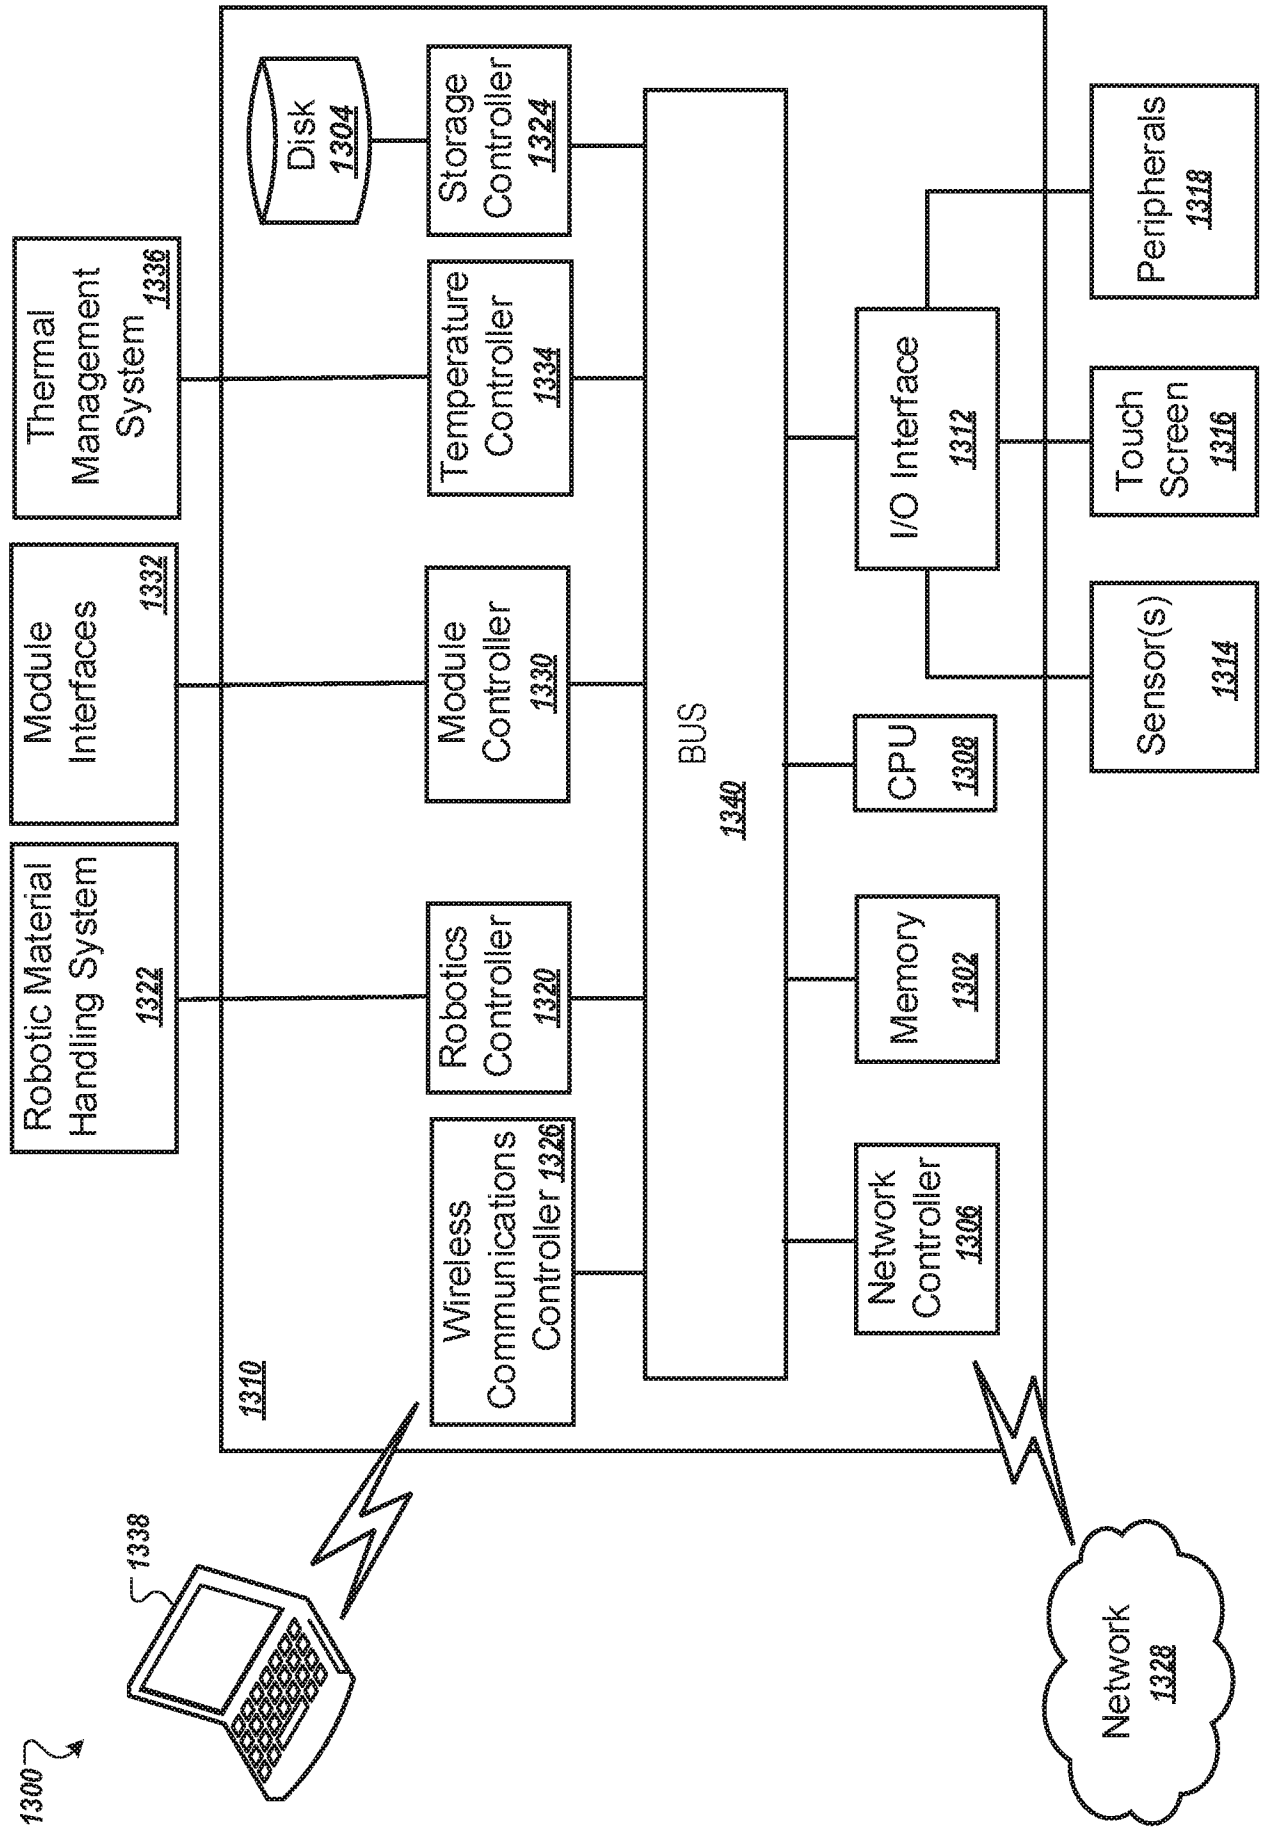 1300
1338
Robotic Material
Handling System
1322
Module
Interfaces
1332
Thermal
Management
System
1336
1310
Disk
1304
Wireless
Communications
Controller 1326
Robotics
Controller
1320
Module
Controller
1330
Temperature
Controller
1334
Storage
Controller
1324
BUS
1340
Network
Controller
1306
Memory
1302
CPU
1308
I/O Interface
1312
Network
1328
Sensor(s)
1314
Touch
Screen
1316
Peripherals
1318